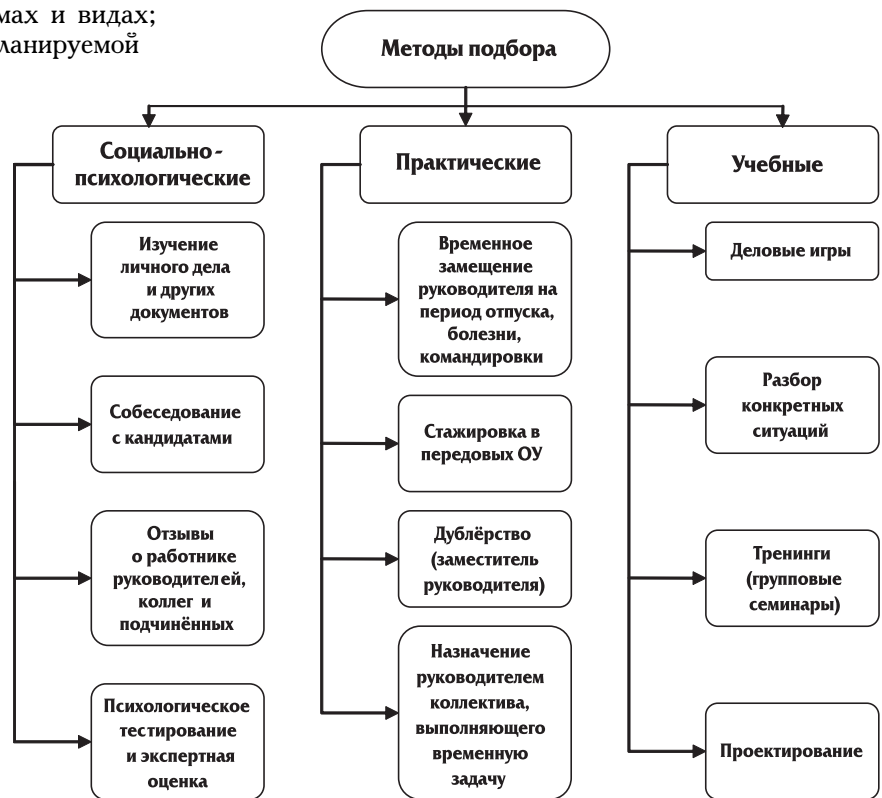 мах и видах;
ланируемой
Методы подбора
Социально-
психологические
Изучение
личного дела
и других
документов
Собеседование
с кандидатами
Отзывы
о работнике
руководителей,
коллег и
подчинённых
Психологическое
тестирование
и экспертная
оценка
Практические
Временное
замещение
руководителя на
период отпуска,
болезни,
командировки
Стажировка в
передовых ОУ
Дублёрство
(заместитель
руководителя)
Назначение
руководителем
коллектива,
выполняющего
временную
задачу
Учебные
Деловые игры
Разбор
конкретных
ситуаций
Тренинги
(групповые
семинары)
Проектирование